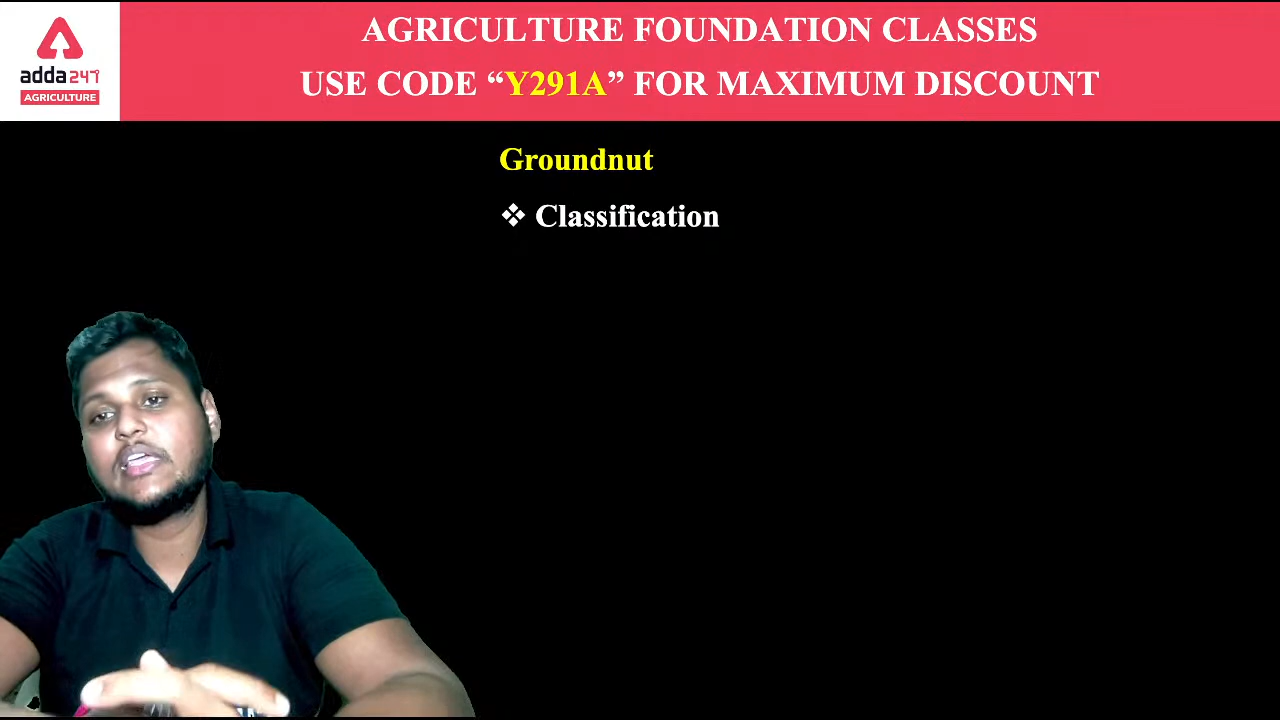 AGRICULTURE FOUNDATION CLASSES
USE CODE “Y291A” FOR MAXIMUM DISCOUNT
adda247
AGRICULTURE
Groundnut
❖ Classification